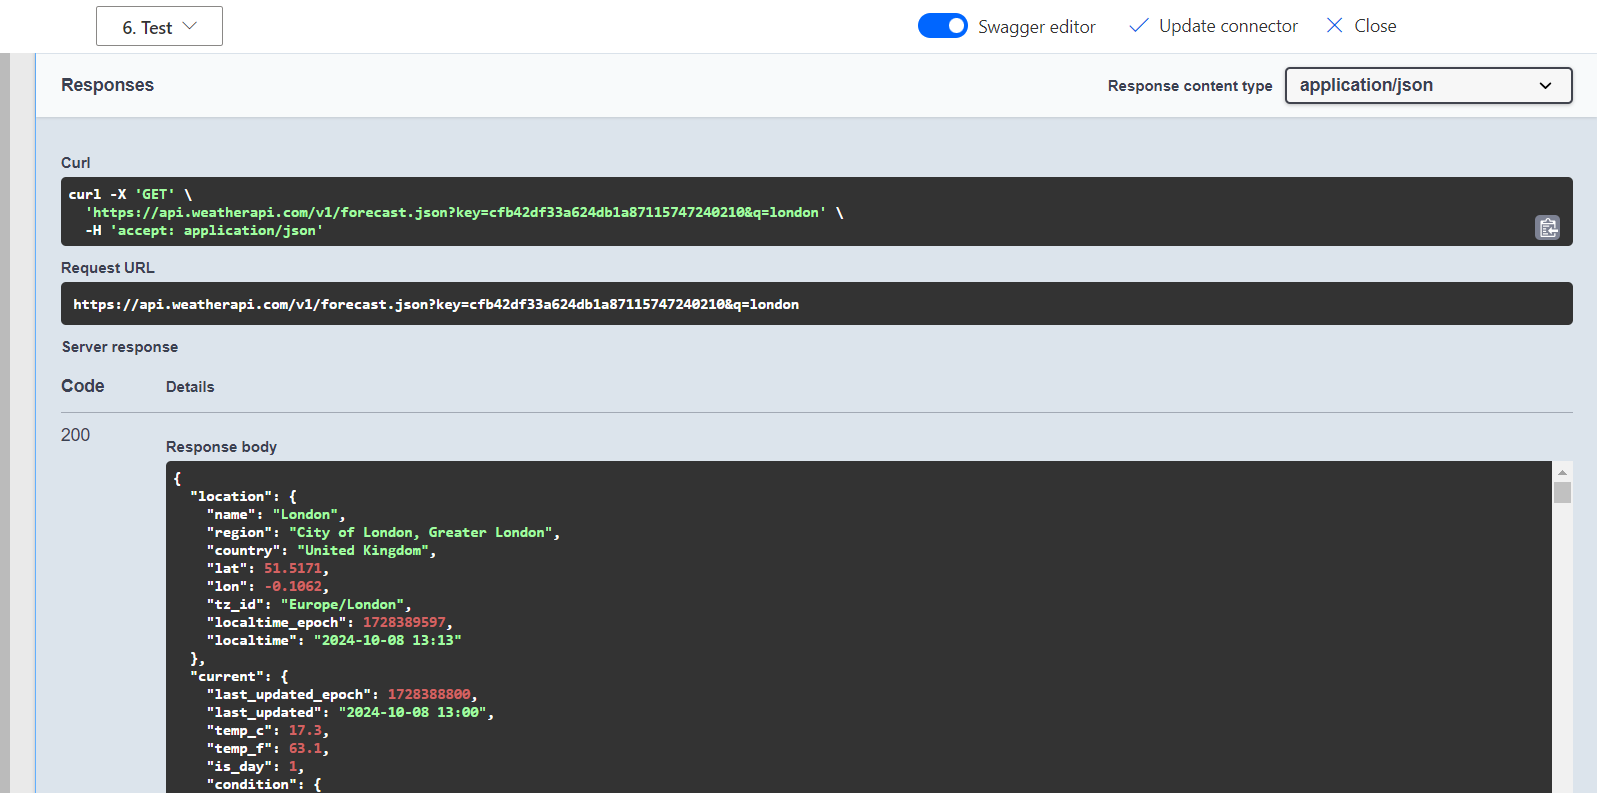 6. Test
Swagger editor
Update connector
Close
Responses
Response content type
application/json
Curl
curl -X 'GET' \
'https://api.weatherapi.com/v1/forecast.json?key=cfb42df33a624db1a87115747240210&q=london' \
-H 'accept: application/json'
Request URL
https://api.weatherapi.com/v1/forecast.json?key=cfb42df33a624db1a87115747240210&q=london
Server response
Code Details
200
Response body
{
"location": {
"name": "London",
"region": "City of London, Greater London",
"country": "United Kingdom",
"lat": 51.5171,
"lon": -0.1062,
"tz_id": "Europe/London",
"localtime_epoch": 1728389597,
"localtime": "2024-10-08 13:13"
},
"current": {
"last_updated_epoch": 1728388800,
"last_updated": "2024-10-08 13:00",
"temp_c": 17.3,
"temp_f": 63.1,
"is_day": 1,
"condition": {